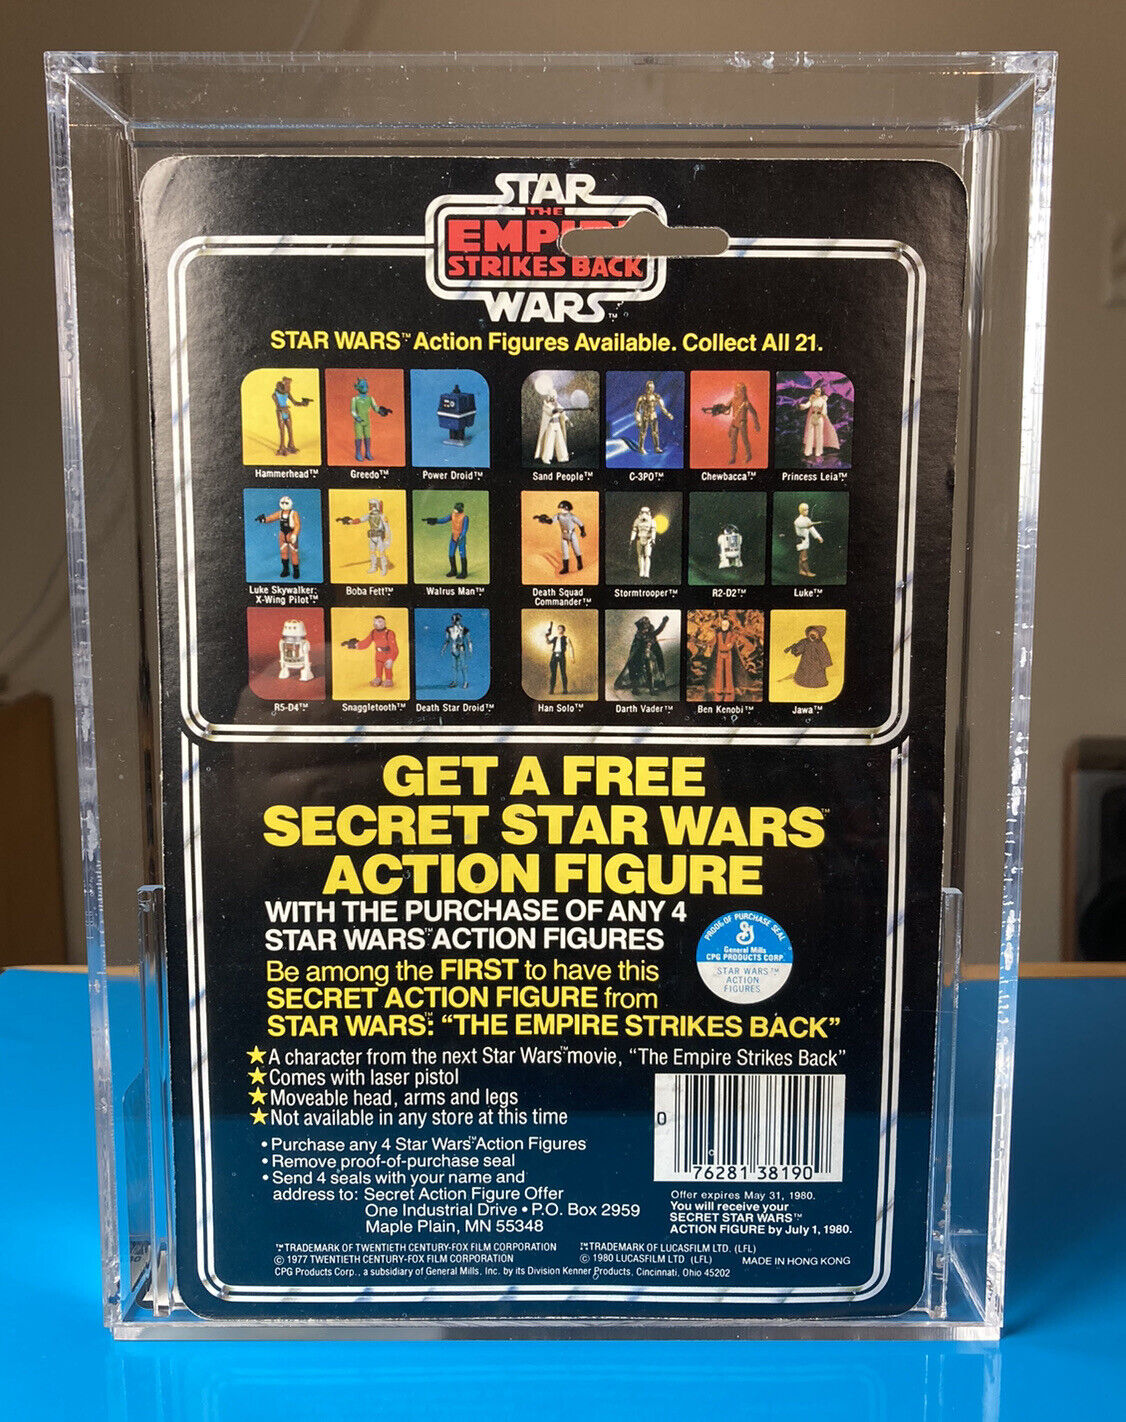 STAR
THE
STRIKES BACK
WARS™
STAR WARS™ Action Figures Available. Collect All 21.
Hammerhead™
Greedo™
Power Droid™
Sand People™
C-3PO™
Chewbacca™
Princess Leia™
Luke Skywalker:
X-Wing Pilot™
Boba Fett™
Walrus Man™
Death Squad
Commander™
Stormtrooper™
R2-D2™
Luke™
R5-D4™
Snaggletooth™
Death Star Droid™
Han Solo™
Darth Vader™
Ben Kenobi™
Jawa™
GET A FREE
SECRET STAR WARS™
ACTION FIGURE
WITH THE PURCHASE OF ANY 4
STAR WARS™ ACTION FIGURES
PROOF OF PURCHASE SEAL
General Mills
CPG PRODUCTS CORP.
STAR WARS™
ACTION
FIGURES
Be among the FIRST to have this
SECRET ACTION FIGURE from
STAR WARS™: "THE EMPIRE STRIKES BACK"
★A character from the next Star Wars™ movie, "The Empire Strikes Back"
★Comes with laser pistol
★Moveable head, arms and legs
★Not available in any store at this time
• Purchase any 4 Star Wars™ Action Figures
• Remove proof-of-purchase seal
• Send 4 seals with your name and
address to: Secret Action Figure Offer
One Industrial Drive • P.O. Box 2959
Maple Plain, MN 55348
0
0
76281 38190
Offer expires May 31, 1980.
You will receive your
SECRET STAR WARS™
ACTION FIGURE by July 1, 1980.
™TRADEMARK OF TWENTIETH CENTURY-FOX FILM CORPORATION
© 1977 TWENTIETH CENTURY-FOX FILM CORPORATION
™TRADEMARK OF LUCASFILM LTD. (LFL)
© 1980 LUCASFILM LTD (LFL)
MADE IN HONG KONG
CPG Products Corp., a subsidiary of General Mills, Inc. by its Division Kenner Products, Cincinnati, Ohio 45202